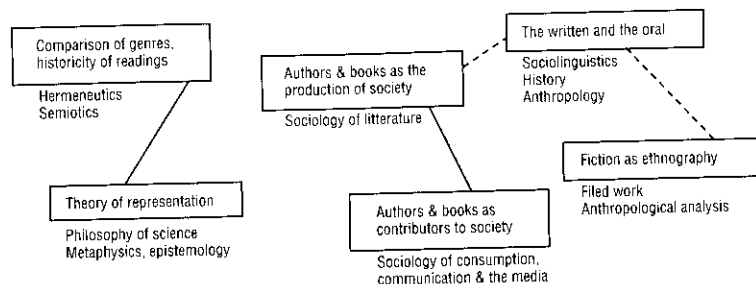 Comparison of genres,
historicity of readings
Hermeneutics
Semiotics
Theory of representation
Philosophy of science
Metaphysics, epistemology
Authors & books as the
production of society
Sociology of litterature
Authors & books as
contributors to society
Sociology of consumption,
communication & the media
The written and the oral
Sociolinguistics
History
Anthropology
Fiction as ethnography
Filed work
Anthropological analysis